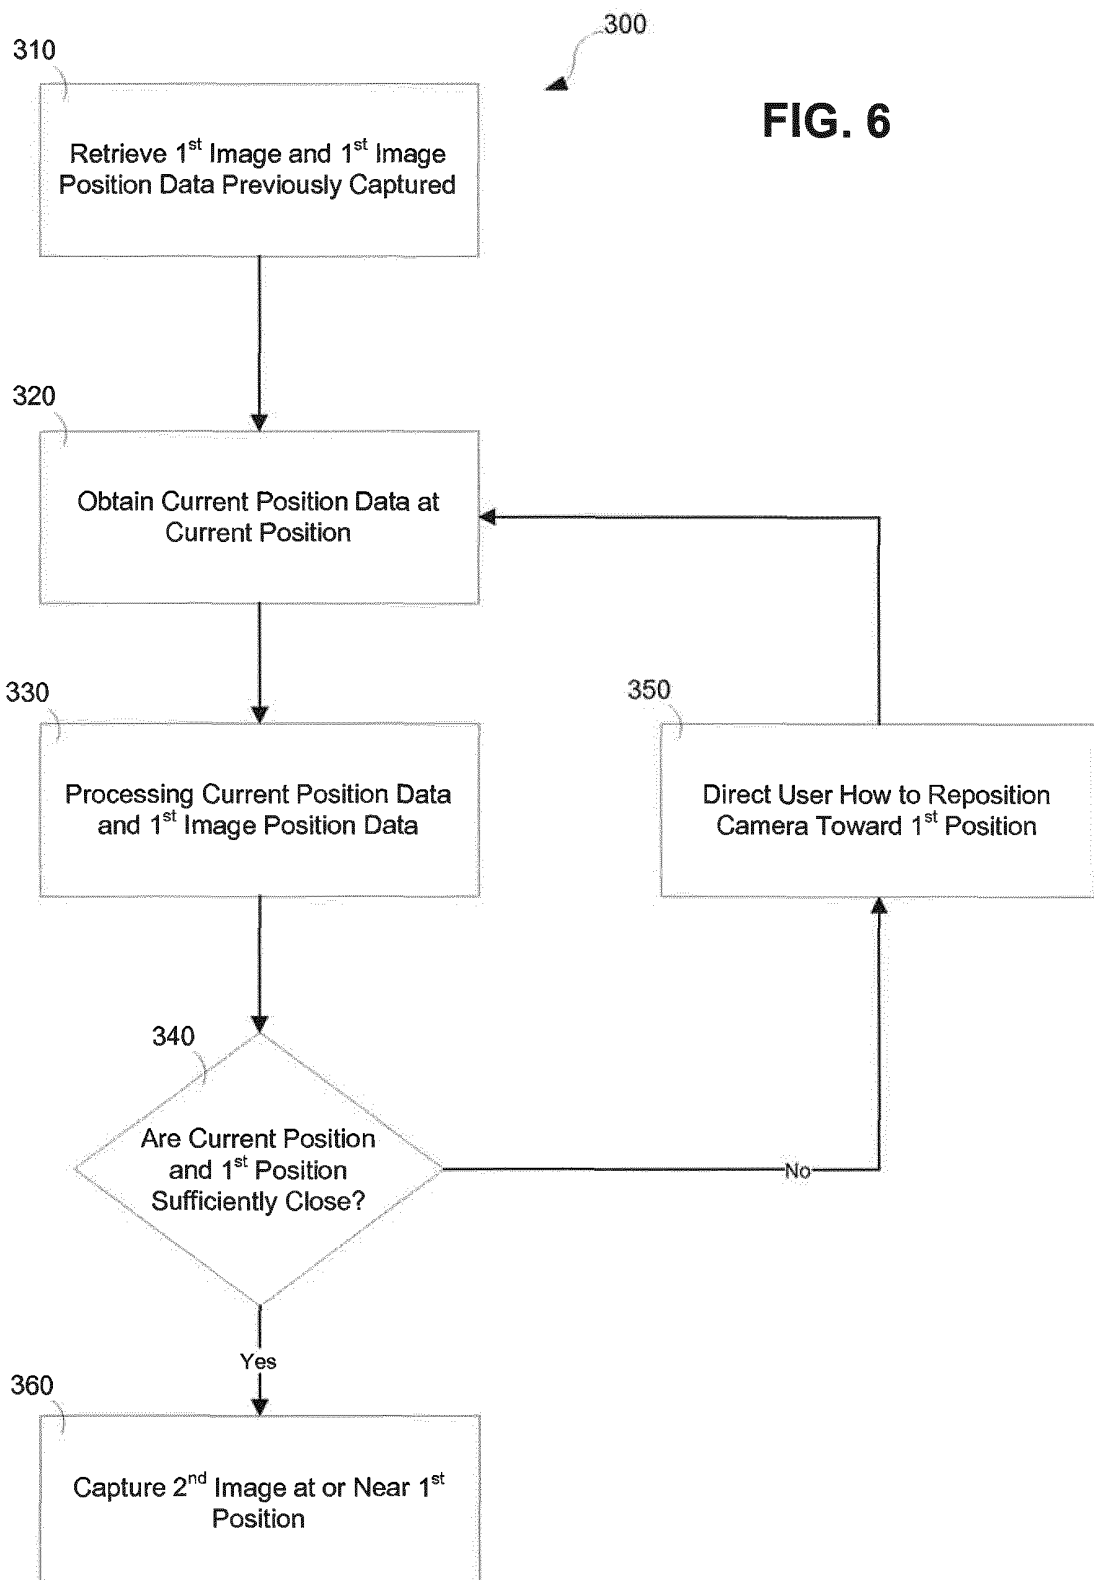 300
310
FIG. 6
Retrieve 1st Image and 1st Image
Position Data Previously Captured
320
Obtain Current Position Data at
Current Position
330
Processing Current Position Data
and 1st Image Position Data
350
Direct User How to Reposition
Camera Toward 1st Position
340
Are Current Position
and 1st Position
Sufficiently Close?
No
Yes
360
Capture 2nd Image at or Near 1st
Position